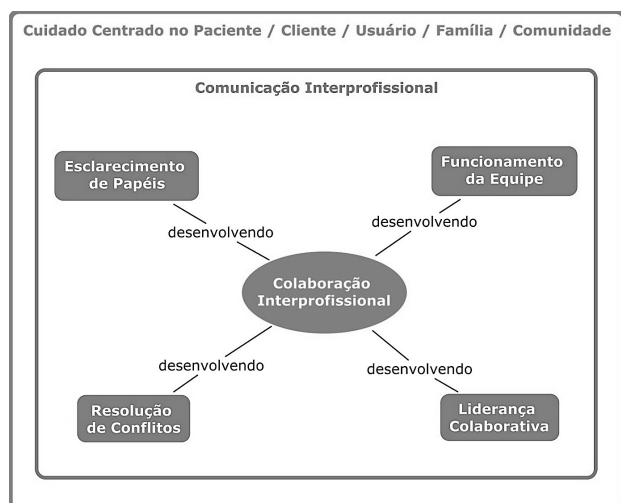 Cuidado Centrado no Paciente / Cliente / Usuário / Família / Comunidade
Comunicação Interprofissional
Esclarecimento
de Papéis
Funcionamento
da Equipe
desenvolvendo
desenvolvendo
Colaboração
Interprofissional
desenvolvendo
desenvolvendo
Resolução
de Conflitos
Liderança
Colaborativa